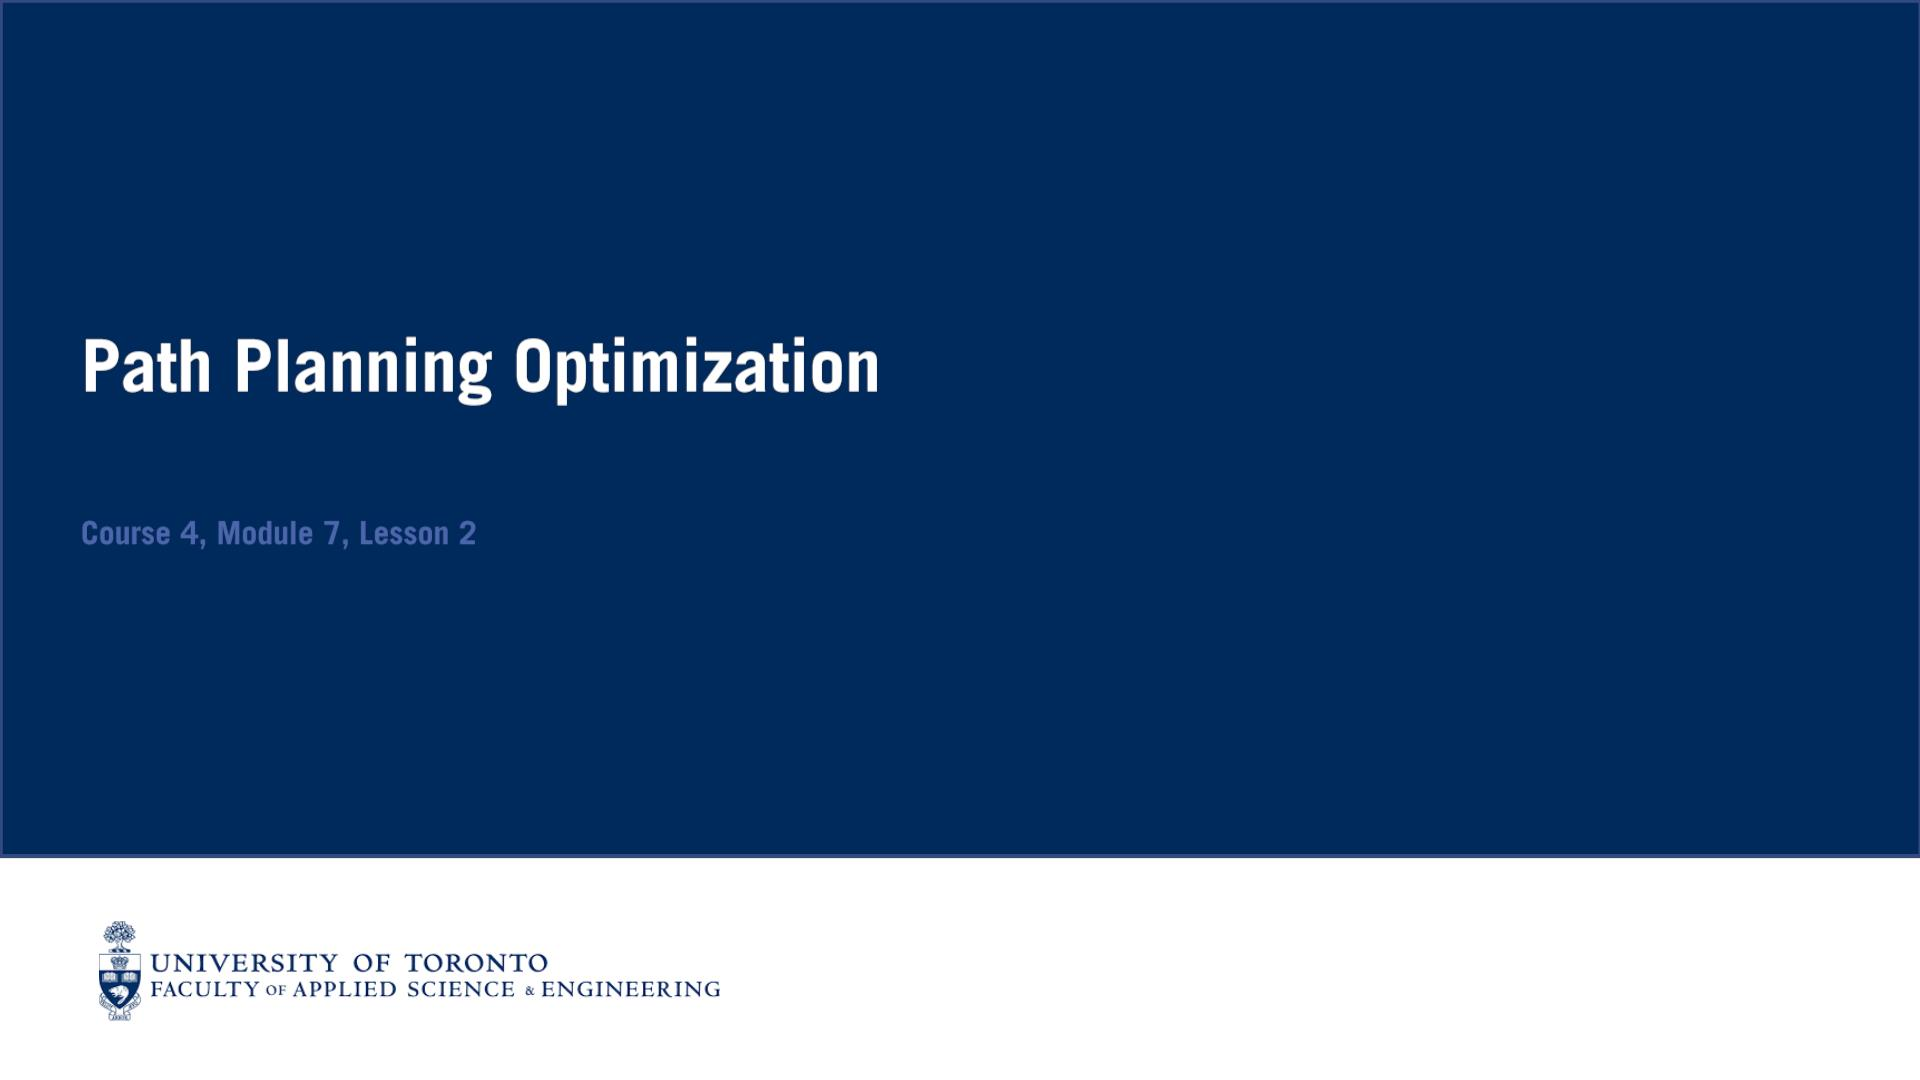 Path Planning Optimization
Course 4, Module 7, Lesson 2
UNIVERSITY OF TORONTO
FACULTY OF APPLIED SCIENCE & ENGINEERING